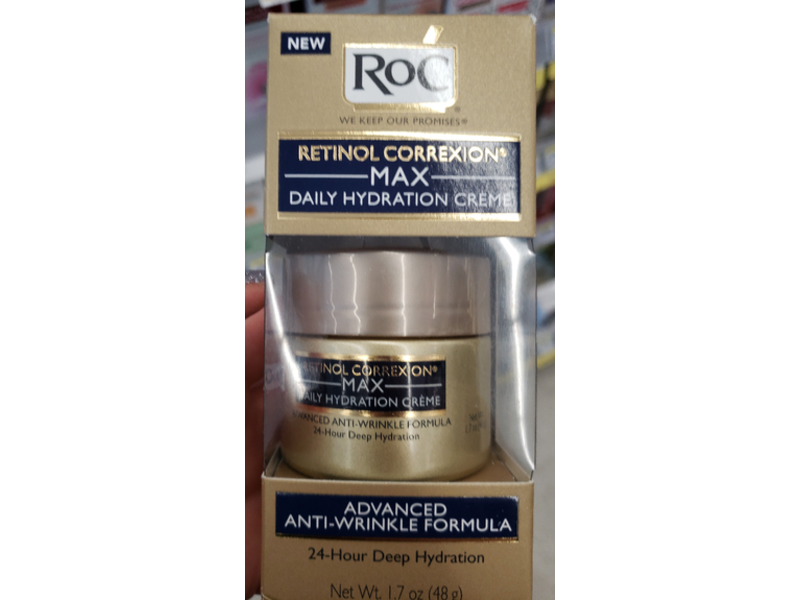 NEW
RoC
WE KEEP OUR PROMISES®
RETINOL CORREXION®
MAX
DAILY HYDRATION CRÈME
RETINOL CORREXION®
MAX
DAILY HYDRATION CRÈME
ADVANCED ANTI-WRINKLE FORMULA
24-Hour Deep Hydration
ADVANCED
ANTI-WRINKLE FORMULA
24-Hour Deep Hydration
Net Wt. 1.7 oz (48 g)